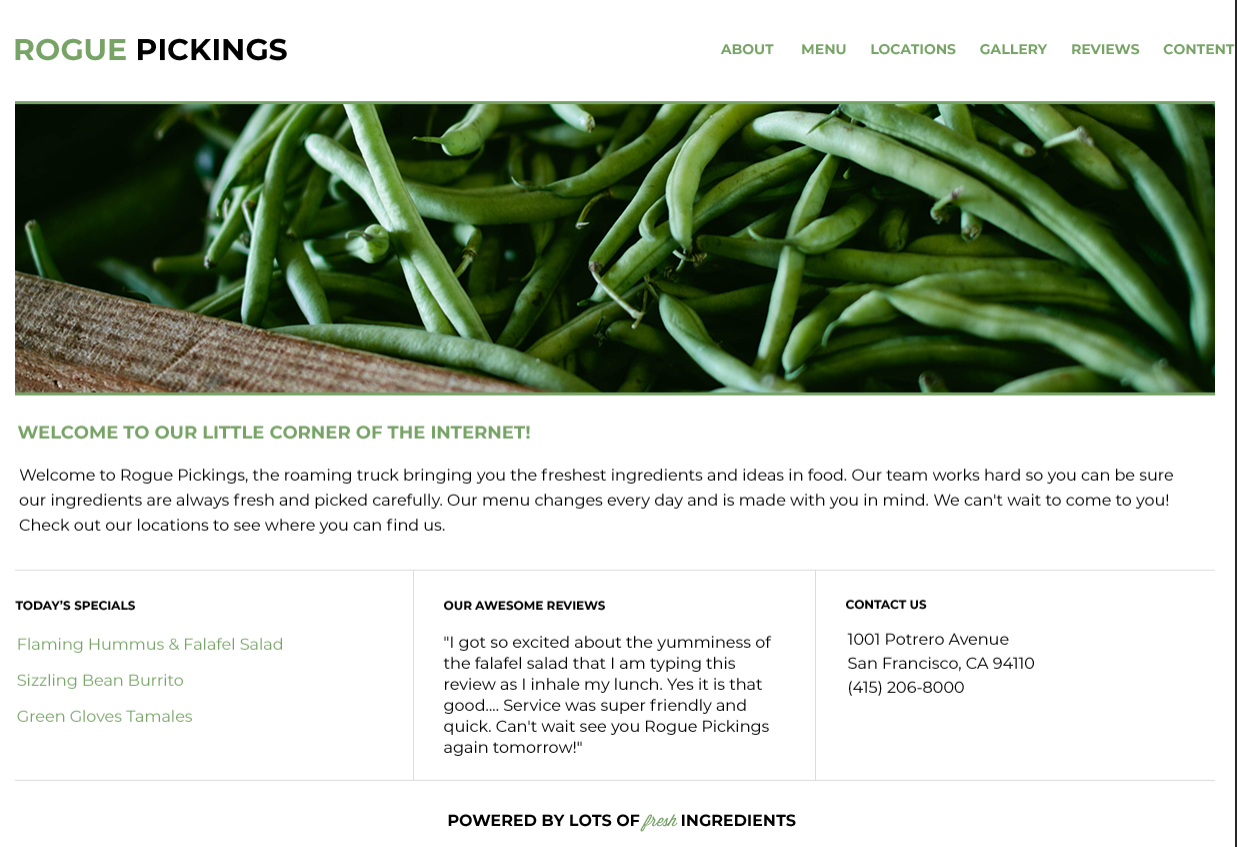 ROGUE PICKINGS
ABOUT MENU LOCATIONS GALLERY REVIEWS CONTENT
WELCOME TO OUR LITTLE CORNER OF THE INTERNET!
Welcome to Rogue Pickings, the roaming truck bringing you the freshest ingredients and ideas in food. Our team works hard so you can be sure
our ingredients are always fresh and picked carefully. Our menu changes every day and is made with you in mind. We can't wait to come to you!
Check out our locations to see where you can find us.
TODAY’S SPECIALS
Flaming Hummus & Falafel Salad
Sizzling Bean Burrito
Green Gloves Tamales
OUR AWESOME REVIEWS
"I got so excited about the yumminess of
the falafel salad that I am typing this
review as I inhale my lunch. Yes it is that
good.... Service was super friendly and
quick. Can't wait see you Rogue Pickings
again tomorrow!"
CONTACT US
1001 Potrero Avenue
San Francisco, CA 94110
(415) 206-8000
POWERED BY LOTS OF fresh INGREDIENTS